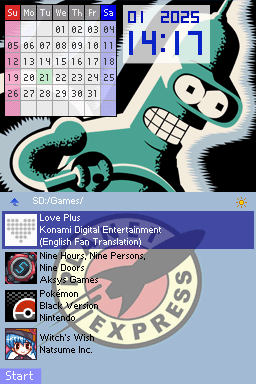 01 2025
14:17
Su Mo Tu We Th Fr Sa
01 02 03 04
05 06 07 08 09 10 11
12 13 14 15 16 17 18
19 20 21 22 23 24 25
26 27 28 29 30 31
SD:/Games/
Love Plus
Konami Digital Entertainment
(English Fan Translation)
Nine Hours, Nine Persons,
Nine Doors
Aksys Games
Pokémon
Black Version
Nintendo
Witch's Wish
Natsume Inc.
EXPRESS
Start